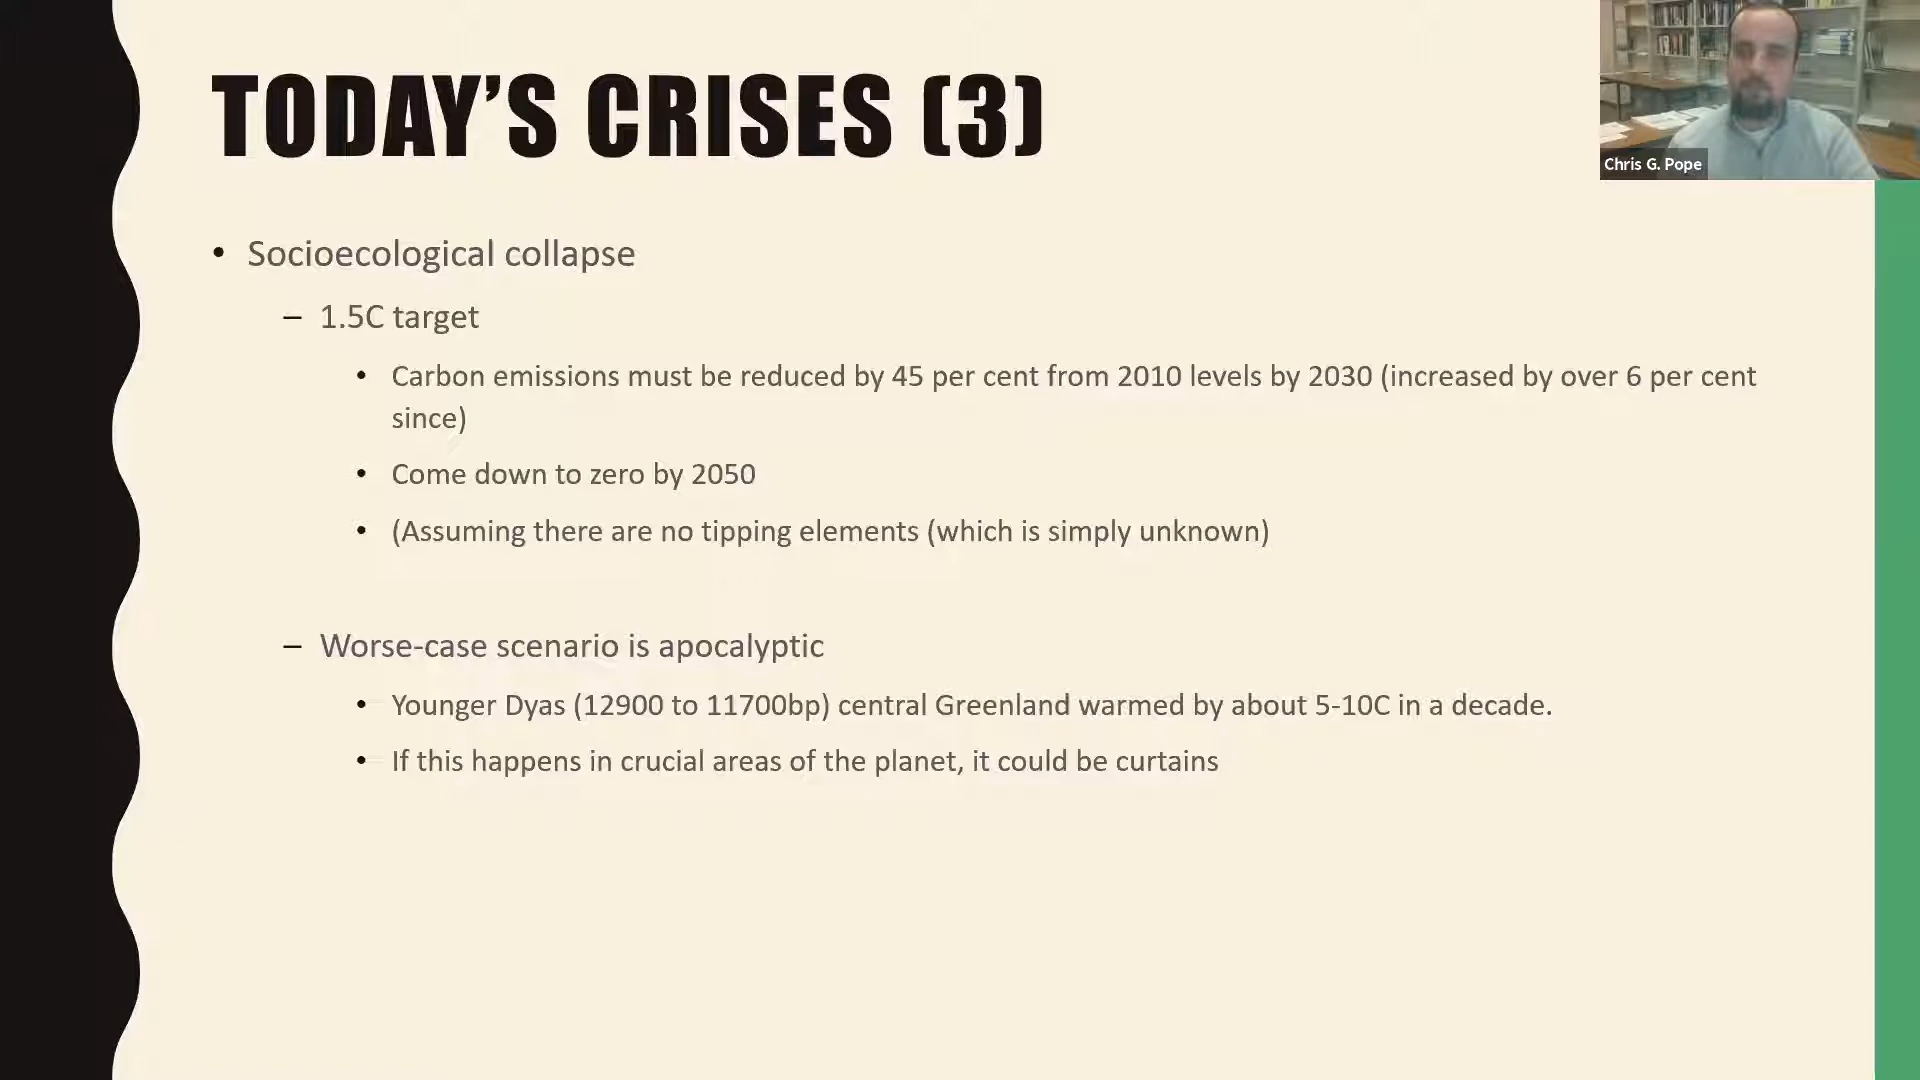 TODAY’S CRISES (3)
Chris G. Pope
• Socioecological collapse
– 1.5C target
• Carbon emissions must be reduced by 45 per cent from 2010 levels by 2030 (increased by over 6 per cent
since)
• Come down to zero by 2050
• (Assuming there are no tipping elements (which is simply unknown)
– Worse-case scenario is apocalyptic
• Younger Dyas (12900 to 11700bp) central Greenland warmed by about 5-10C in a decade.
• If this happens in crucial areas of the planet, it could be curtains